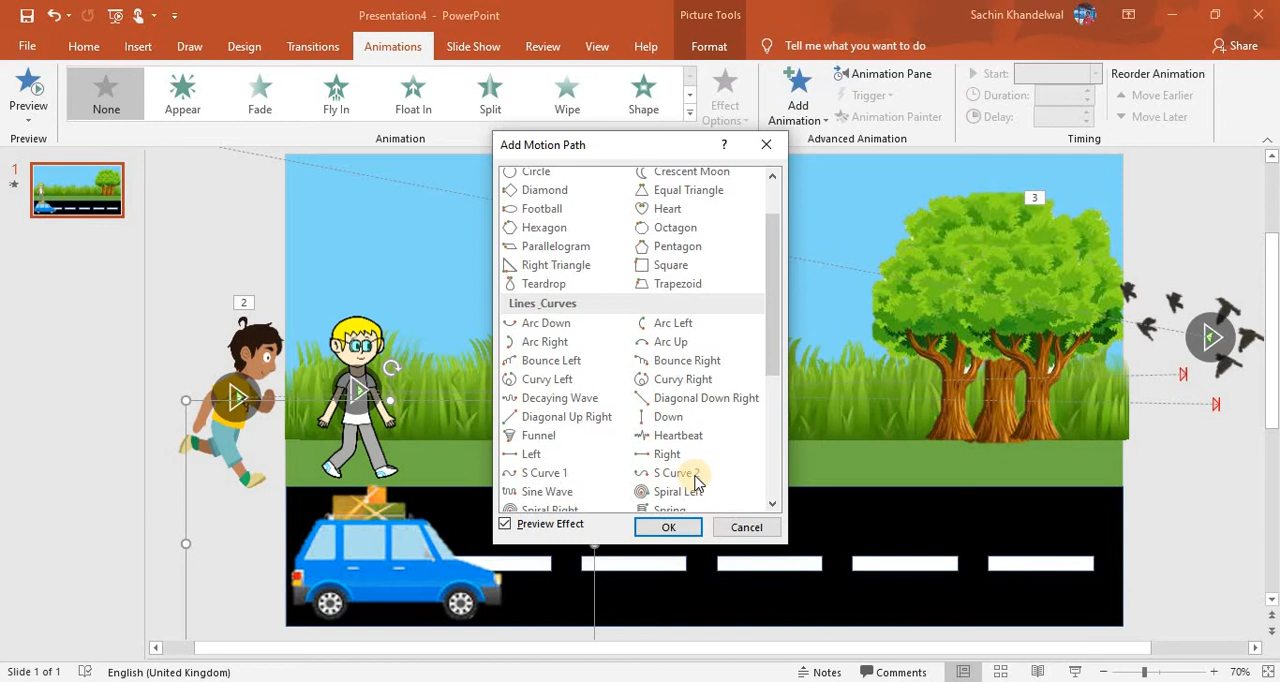 Presentation4 - PowerPoint
Picture Tools
Sachin Khandelwal
File
Home
Insert
Draw
Design
Transitions
Animations
Slide Show
Review
View
Help
Format
Tell me what you want to do
Share
Preview
Preview
None
Appear
Fade
Fly In
Float In
Split
Wipe
Shape
Animation
Effect
Options
Add
Animation
Animation Pane
Trigger
Animation Painter
Advanced Animation
Start:
Duration:
Delay:
Timing
Reorder Animation
Move Earlier
Move Later
1
2
3
Add Motion Path
?
Circle
Crescent Moon
Diamond
Equal Triangle
Football
Heart
Hexagon
Octagon
Parallelogram
Pentagon
Right Triangle
Square
Teardrop
Trapezoid
Lines_Curves
Arc Down
Arc Left
Arc Right
Arc Up
Bounce Left
Bounce Right
Curvy Left
Curvy Right
Decaying Wave
Diagonal Down Right
Diagonal Up Right
Down
Funnel
Heartbeat
Left
Right
S Curve 1
S Curve 2
Sine Wave
Spiral Left
Spiral Right
Spring
Preview Effect
OK
Cancel
Slide 1 of 1
English (United Kingdom)
Notes
Comments
70%